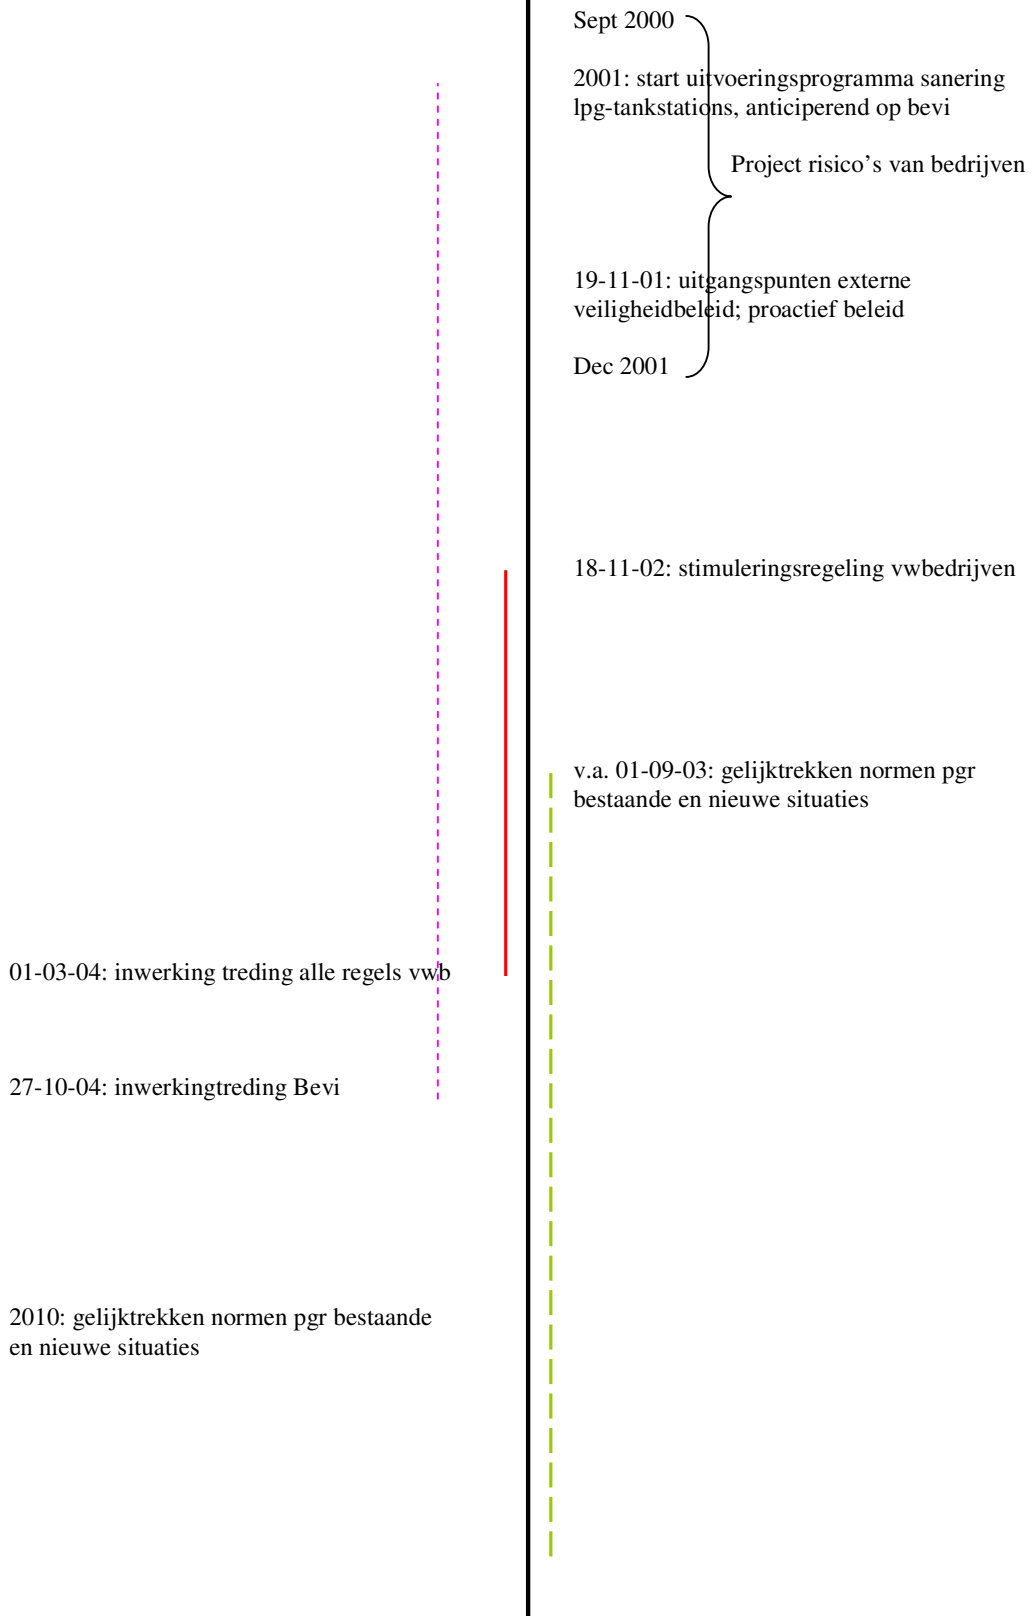 Sept 2000
2001: start uitvoeringsprogramma sanering
lpg-tankstations, anticiperend op bevi
Project risico’s van bedrijven
19-11-01: uitgangspunten externe
veiligheidbeleid; proactief beleid
Dec 2001
18-11-02: stimuleringsregeling vwbedrijven
v.a. 01-09-03: gelijktrekken normen pgr
bestaande en nieuwe situaties
01-03-04: inwerking treding alle regels vwb
27-10-04: inwerkingtreding Bevi
2010: gelijktrekken normen pgr bestaande
en nieuwe situaties